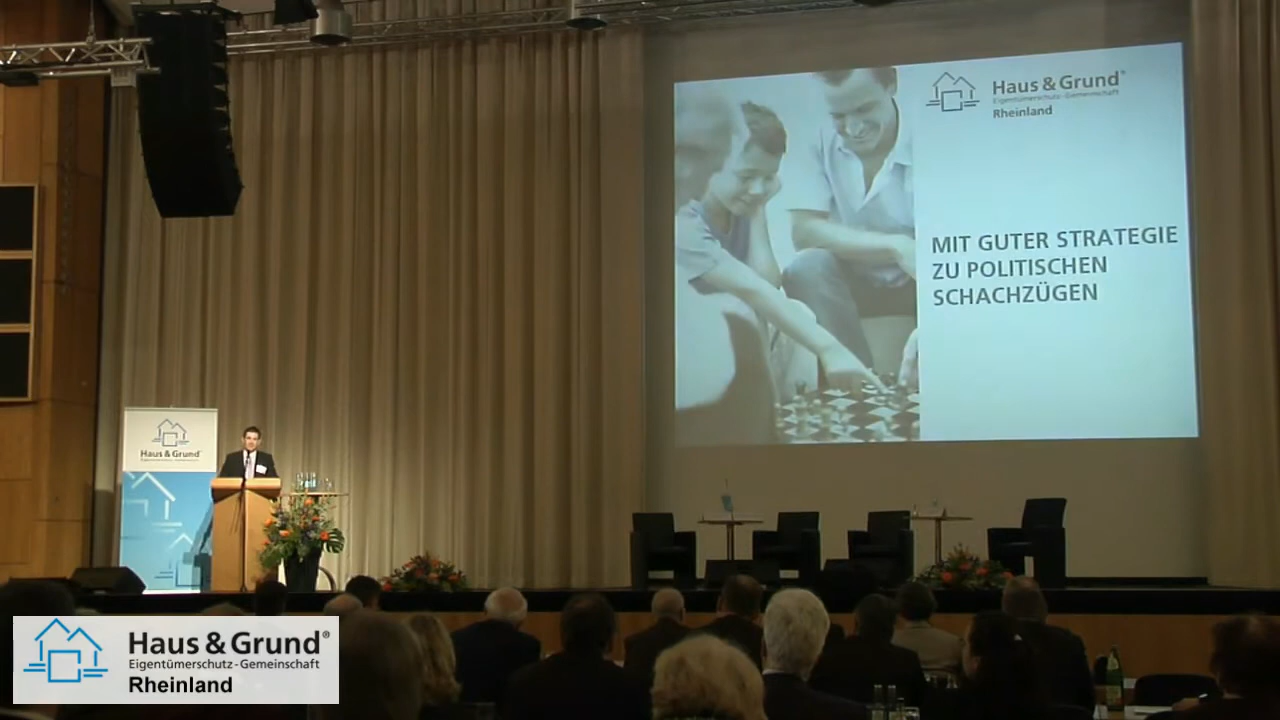 Haus & Grund®
Eigentümerschutz-Gemeinschaft
Rheinland
MIT GUTER STRATEGIE
ZU POLITISCHEN
SCHACHZÜGEN
Haus & Grund®
Haus & Grund®
Eigentümerschutz-Gemeinschaft
Rheinland